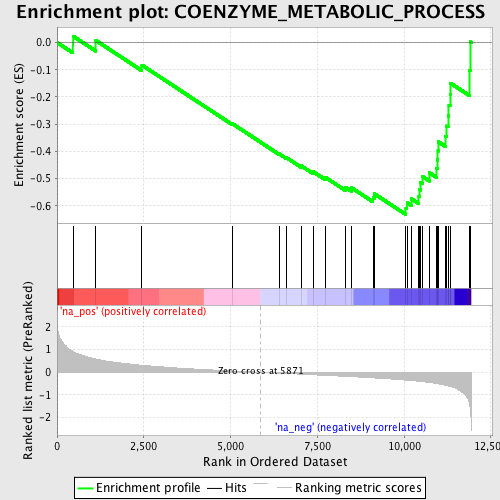 Enrichment plot: COENZYME_METABOLIC_PROCESS
Enrichment score (ES)
0.0
-0.1
-0.2
-0.3
-0.4
-0.5
-0.6
'na_pos' (positively correlated)
Ranked list metric (PreRanked)
2
1
0
-1
-2
Zero cross at 5871
'na_neg' (negatively correlated)
0
2,500
5,000
7,500
10,000
12,500
Rank in Ordered Dataset
Enrichment profile
Hits
Ranking metric scores